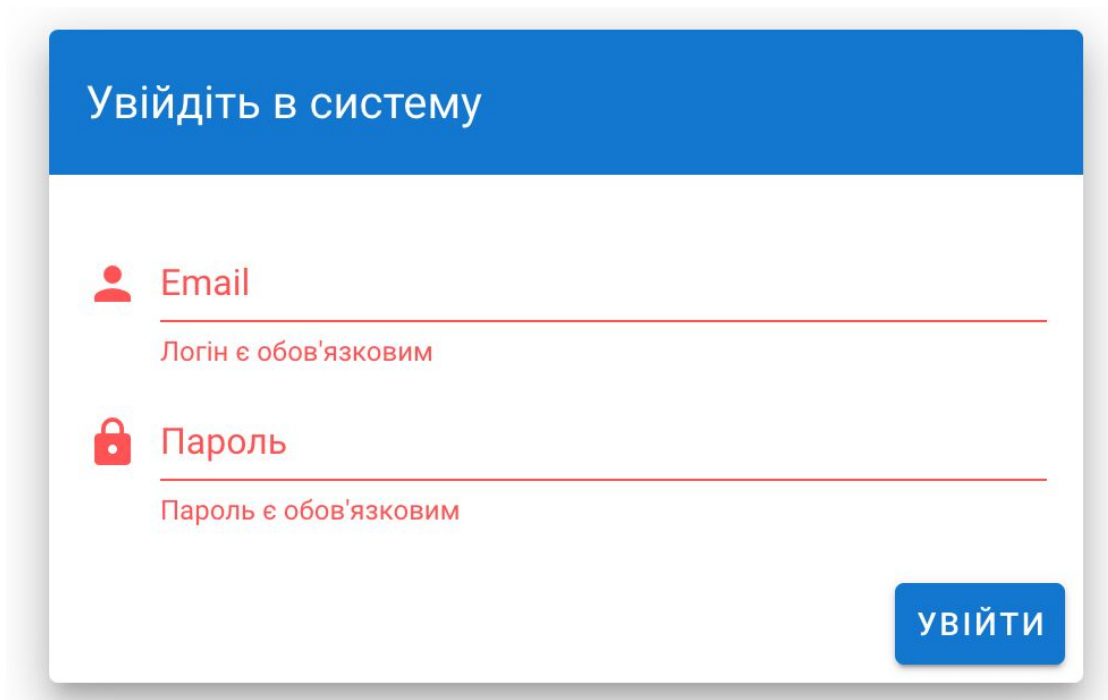 Увійдіть в систему
Email
Логін є обов'язковим
Пароль
Пароль є обов'язковим
УВІЙТИ